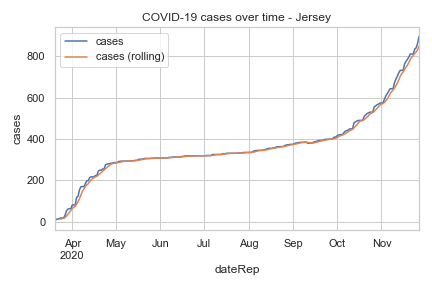 COVID-19 cases over time - Jersey
cases
cases (rolling)
800
600
400
200
0
cases
Apr May Jun Jul Aug Sep Oct Nov
2020
dateRep